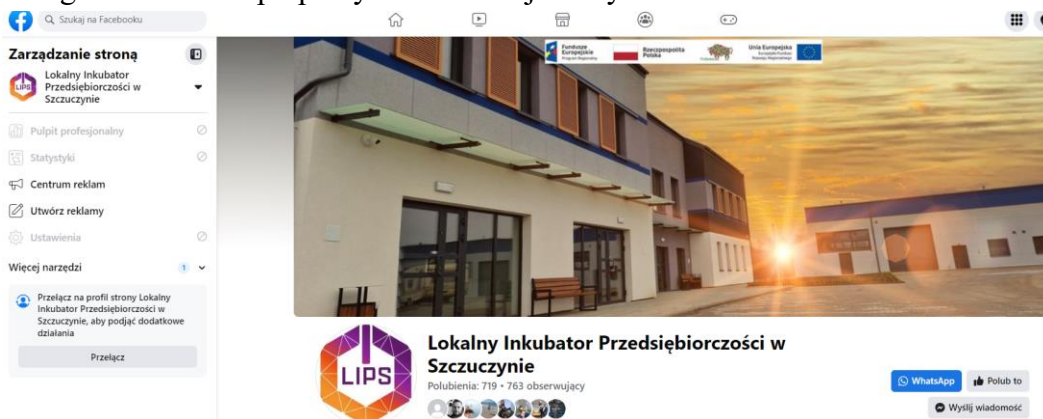 Szukaj na Facebooku
Zarządzanie stroną
Lokalny Inkubator
Przedsiębiorczości w
Szczuczynie
Pulpit profesjonalny
Statystyki
Centrum reklam
Utwórz reklamy
Ustawienia
Więcej narzędzi 1
Przełącz na profil strony Lokalny
Inkubator Przedsiębiorczości w
Szczuczynie, aby podjąć dodatkowe
działania
Przełącz
Fundusze
Europejskie
Program Regionalny
Rzeczpospolita
Polska
Unia Europejska
LIPS
Lokalny Inkubator Przedsiębiorczości w
Szczuczynie
Polubienia: 719 • 763 obserwujący
WhatsApp
Polub to
Wyślij wiadomość